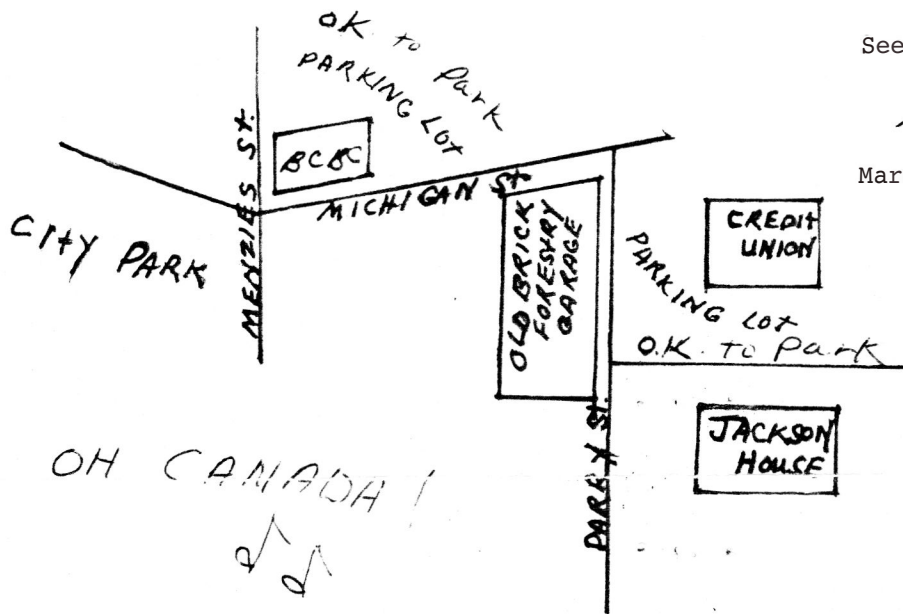 O.K. to Park
PARKING LOT
See
Mar
MENZIES St.
BCBC
MICHIGAN St
CITY PARK
OLD BRICK
FORESTRY
GARAGE
CREDIT
UNION
PARKING LOT
O.K. to Park
PARRY St.
JACKSON
HOUSE
OH CANADA!